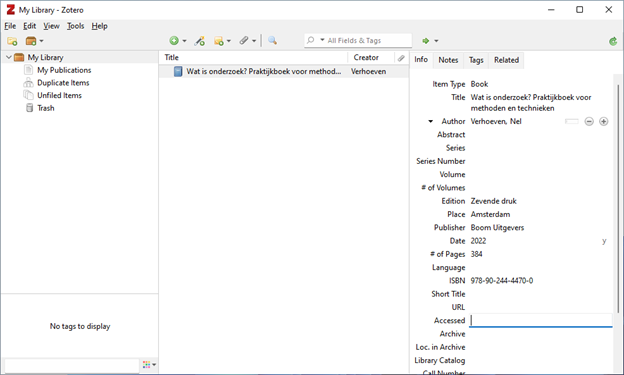 My Library - Zotero
File Edit View Tools Help
All Fields & Tags
My Library
My Publications
Duplicate Items
Unfiled Items
Trash
No tags to display
Title Creator
Wat is onderzoek? Praktijkboek voor method... Verhoeven
Info Notes Tags Related
Item Type Book
Title Wat is onderzoek? Praktijkboek voor
methoden en technieken
Author Verhoeven, Nel
Abstract
Series
Series Number
Volume
# of Volumes
Edition Zevende druk
Place Amsterdam
Publisher Boom Uitgevers
Date 2022 y
# of Pages 384
Language
ISBN 978-90-244-4470-0
Short Title
URL
Accessed
Archive
Loc. in Archive
Library Catalog
Call Number